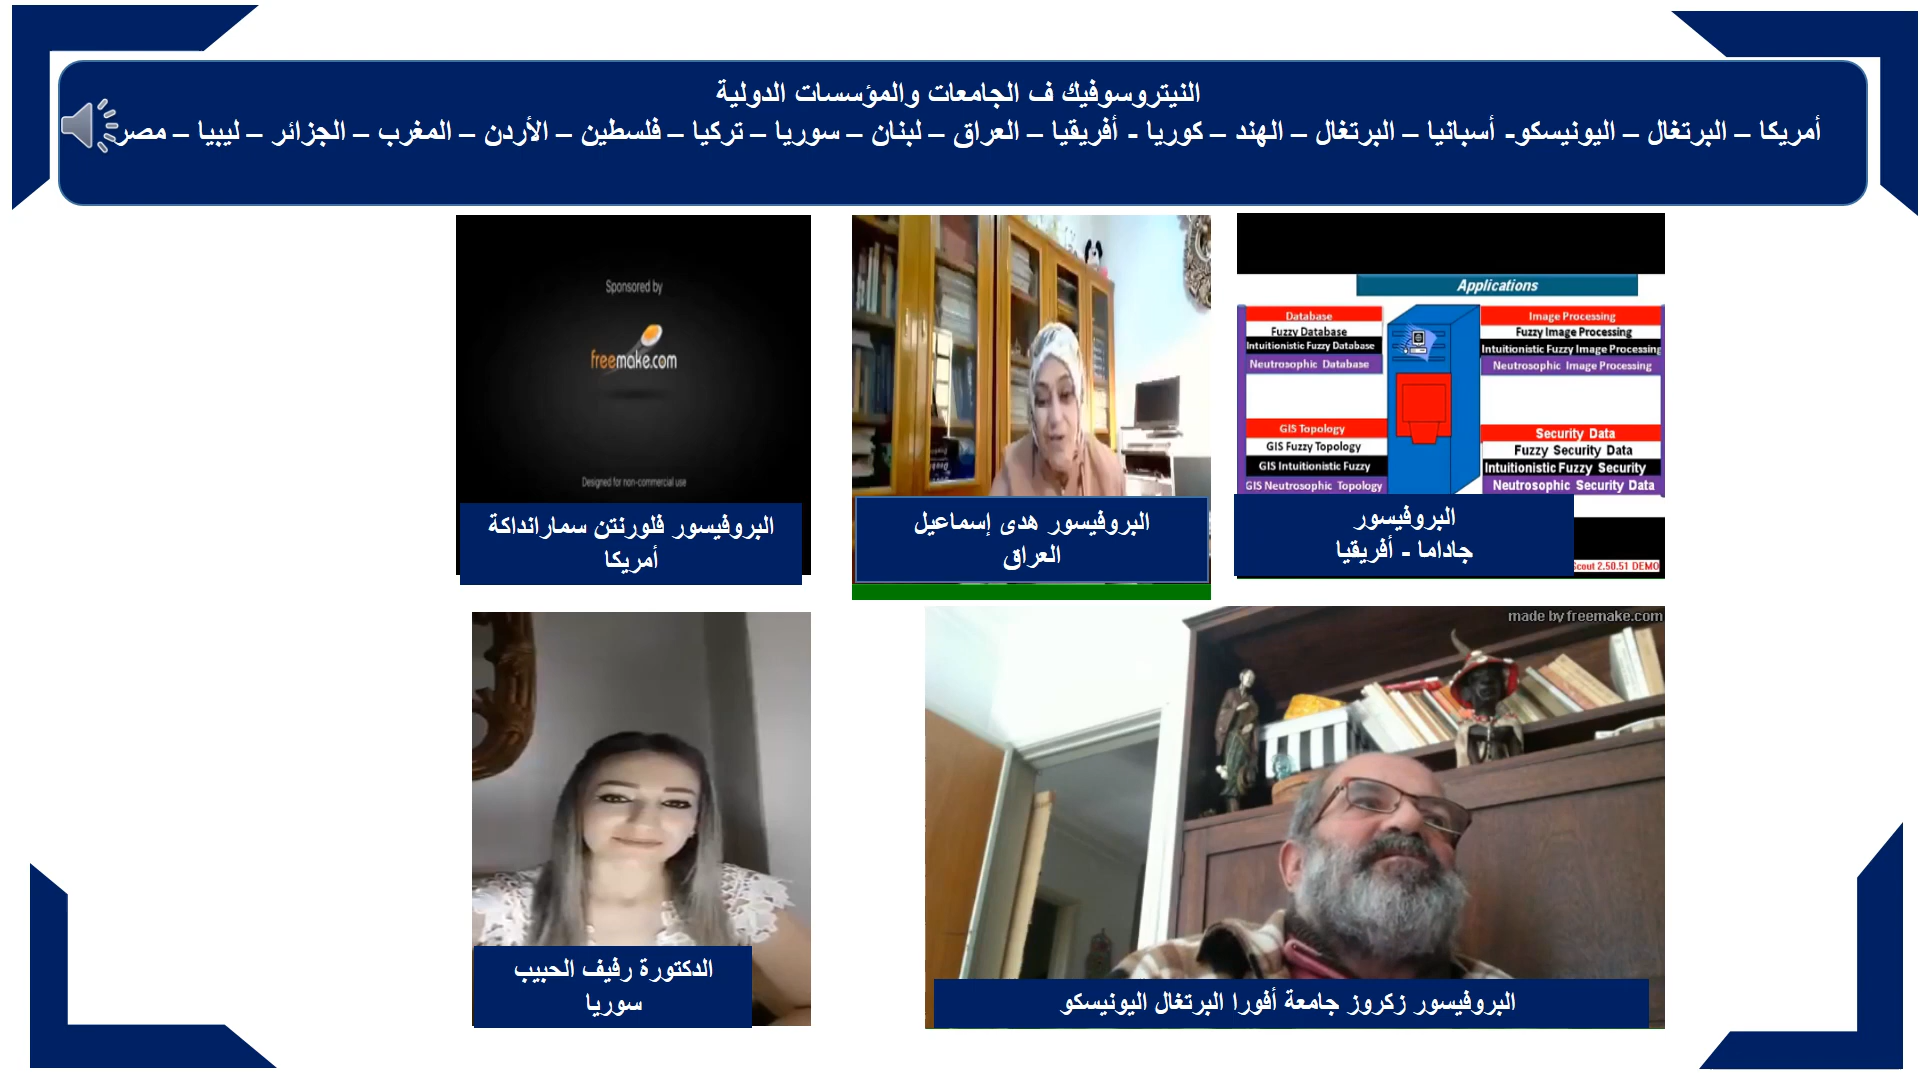 النيتروسوفيك ف الجامعات والمؤسسات الدولية
أمريكا – البرتغال – اليونيسكو- أسبانيا – البرتغال – الهند – كوريا - أفريقيا – العراق – لبنان – سوريا – تركيا – فلسطين – الأردن – المغرب – الجزائر – ليبيا – مصر
Applications
Database
Fuzzy Database
Intuitionistic Fuzzy Database
Neutrosophic Database
Image Processing
Fuzzy Image Processing
Intuitionistic Fuzzy Image Processing
Neutrosophic Image Processing
GIS Topology
GIS Fuzzy Topology
GIS Intuitionistic Fuzzy
GIS Neutrosophic Topology
Security Data
Fuzzy Security Data
Intuitionistic Fuzzy Security
Neutrosophic Security Data
البروفيسور
جاداما - أفريقيا
Scout 2.50.51 DEMO
البروفيسور هدى إسماعيل
العراق
Sponsored by
freemake.com
Designed for non-commercial use
البروفيسور فلورنتن سمارانداكة
أمريكا
made by freemake.com
البروفيسور زكروز جامعة أفورا البرتغال اليونيسكو
الدكتورة رفيف الحبيب
سوريا